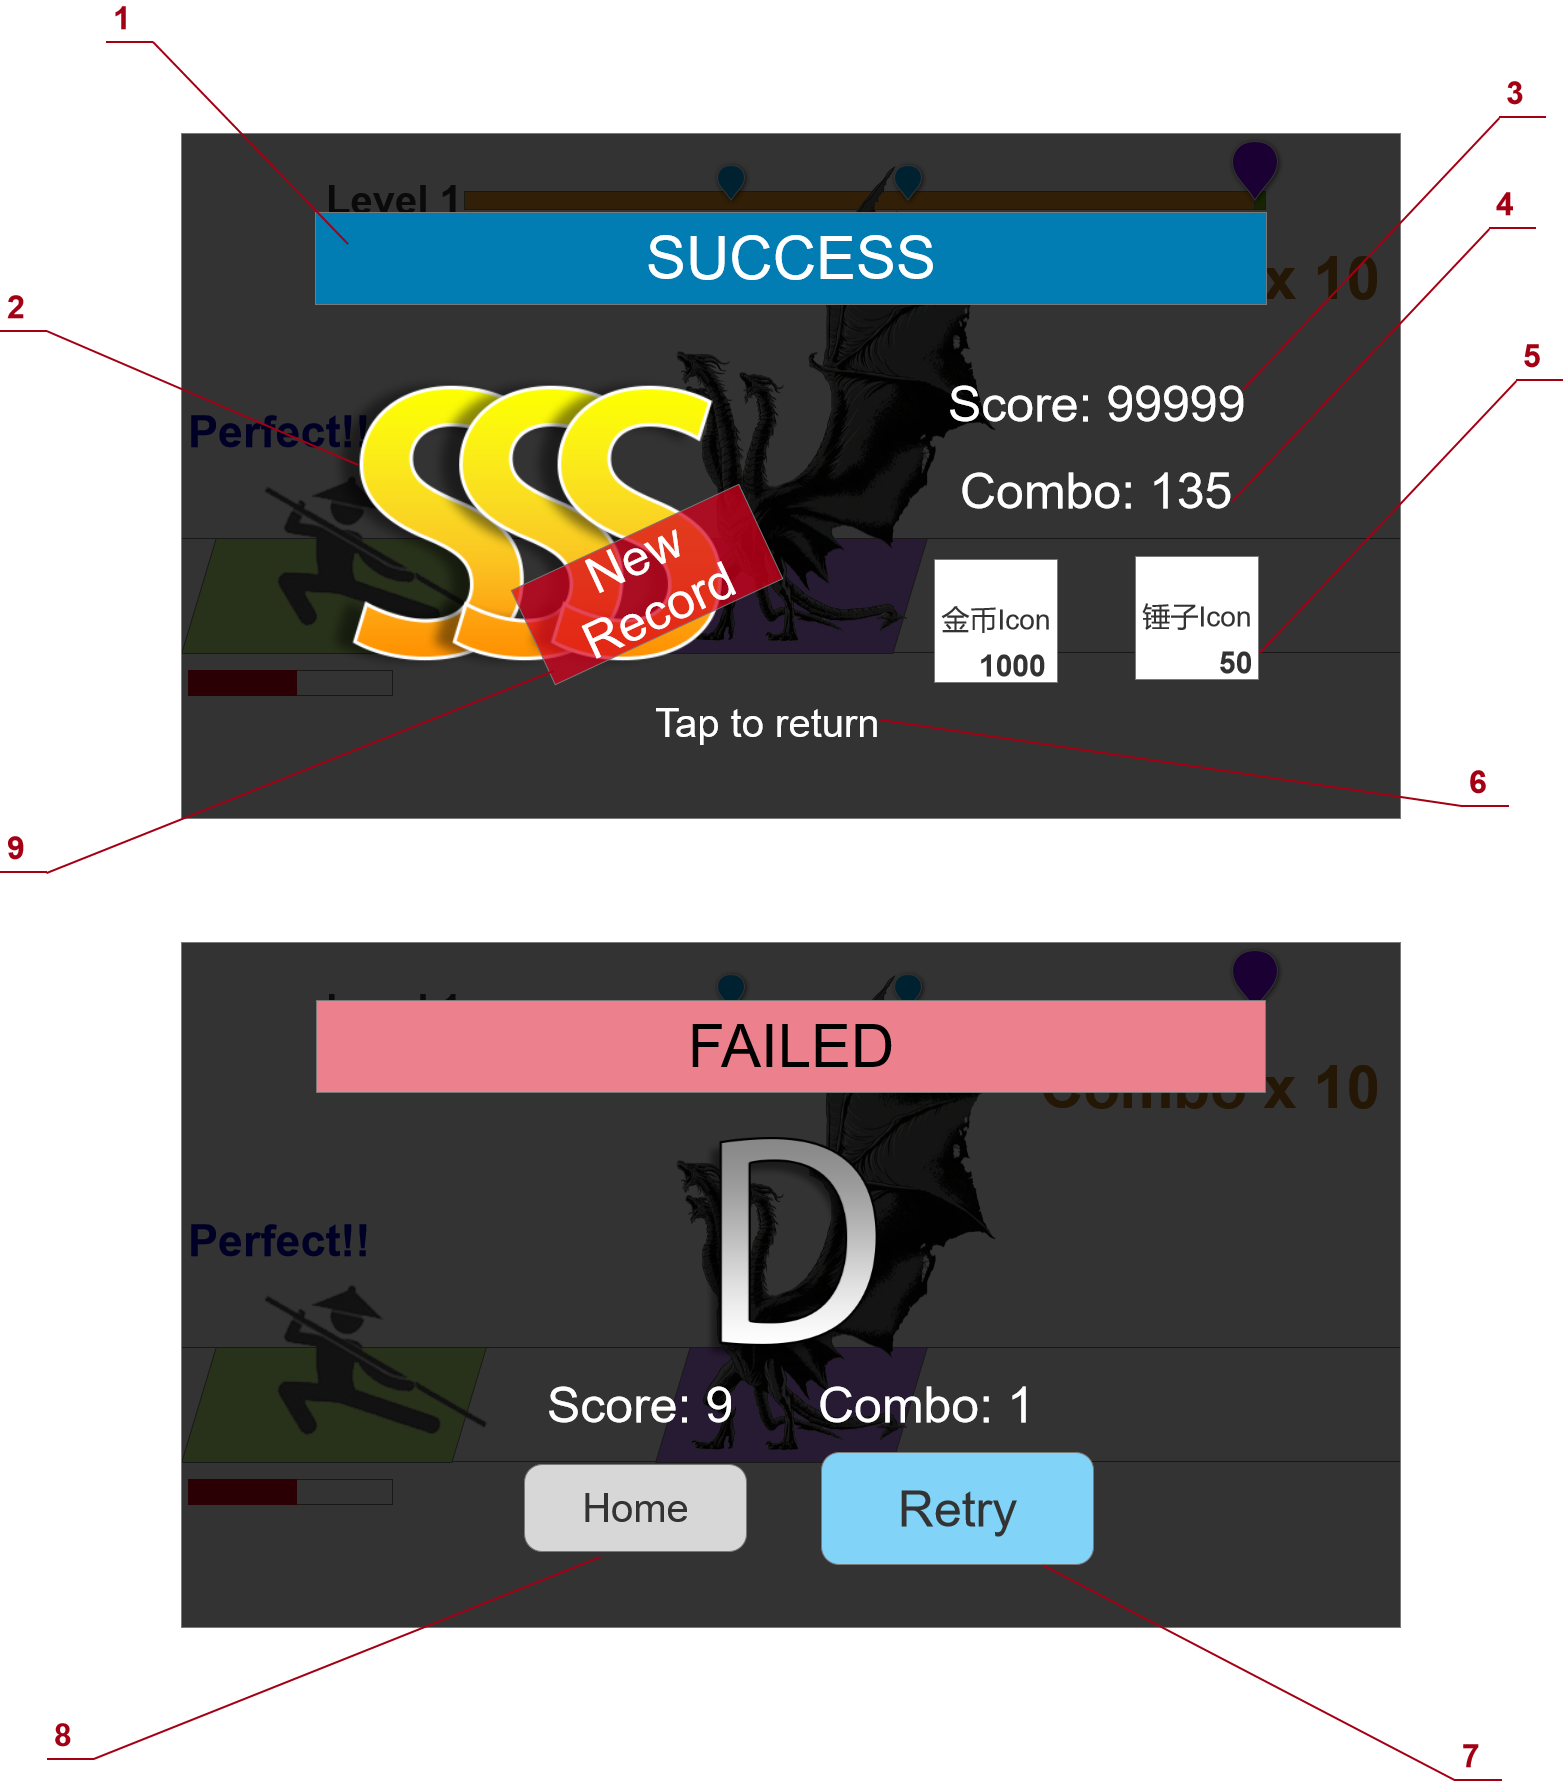 1
3
Level 1
4
SUCCESS
x 10
2
5
Score: 99999
Perfect!!
SSS
Combo: 135
New
Record
金币Icon
1000
锤子Icon
50
Tap to return
6
9
FAILED
Combo x 10
D
Perfect!!
Score: 9
Combo: 1
Home
Retry
8
7